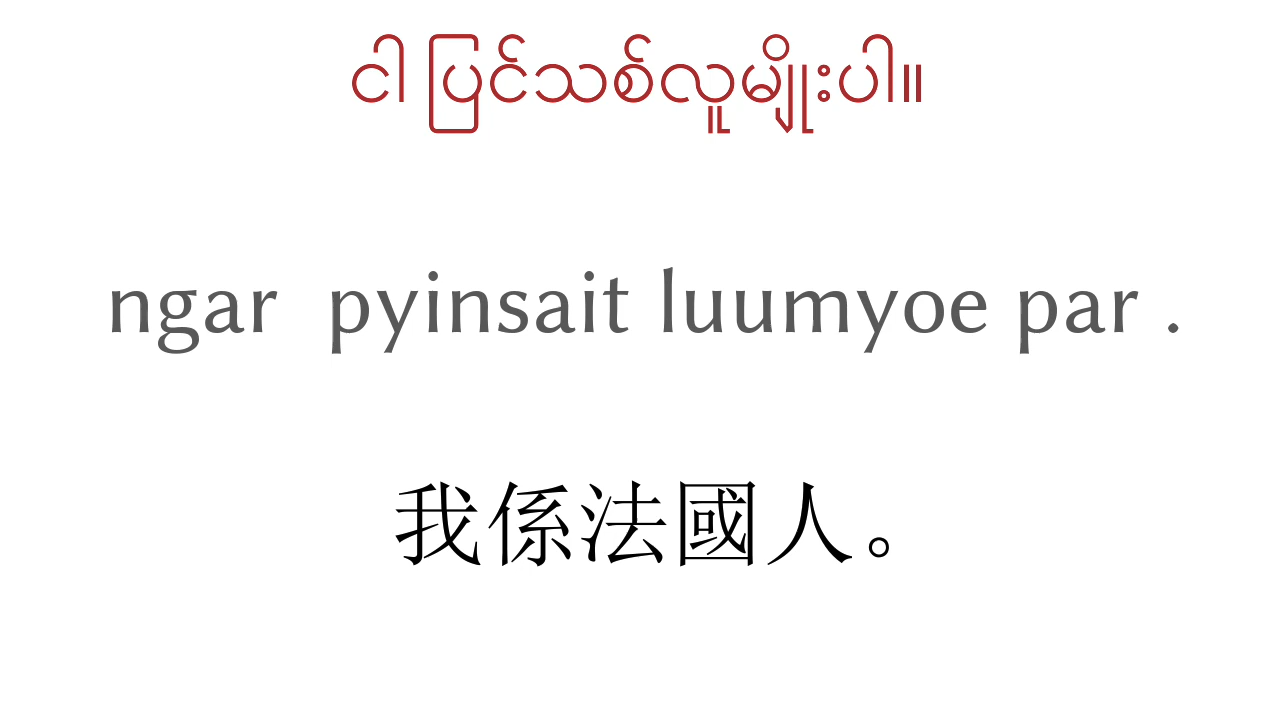 ငါ ပြင်သစ်လူမျိုးပါ။
ngar pyinsait luumyoe par .
我係法國人。